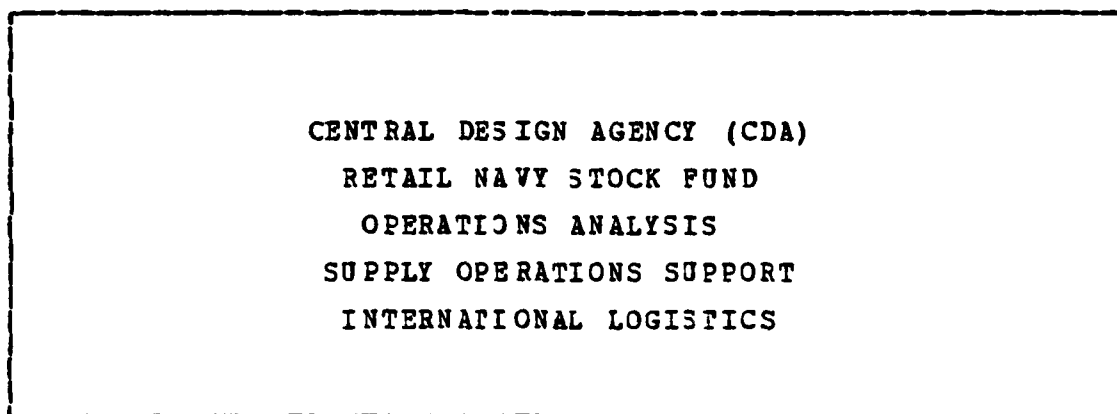 CENTRAL DESIGN AGENCY (CDA)
RETAIL NAVY STOCK FUND
OPERATIONS ANALYSIS
SUPPLY OPERATIONS SUPPORT
INTERNATIONAL LOGISTICS